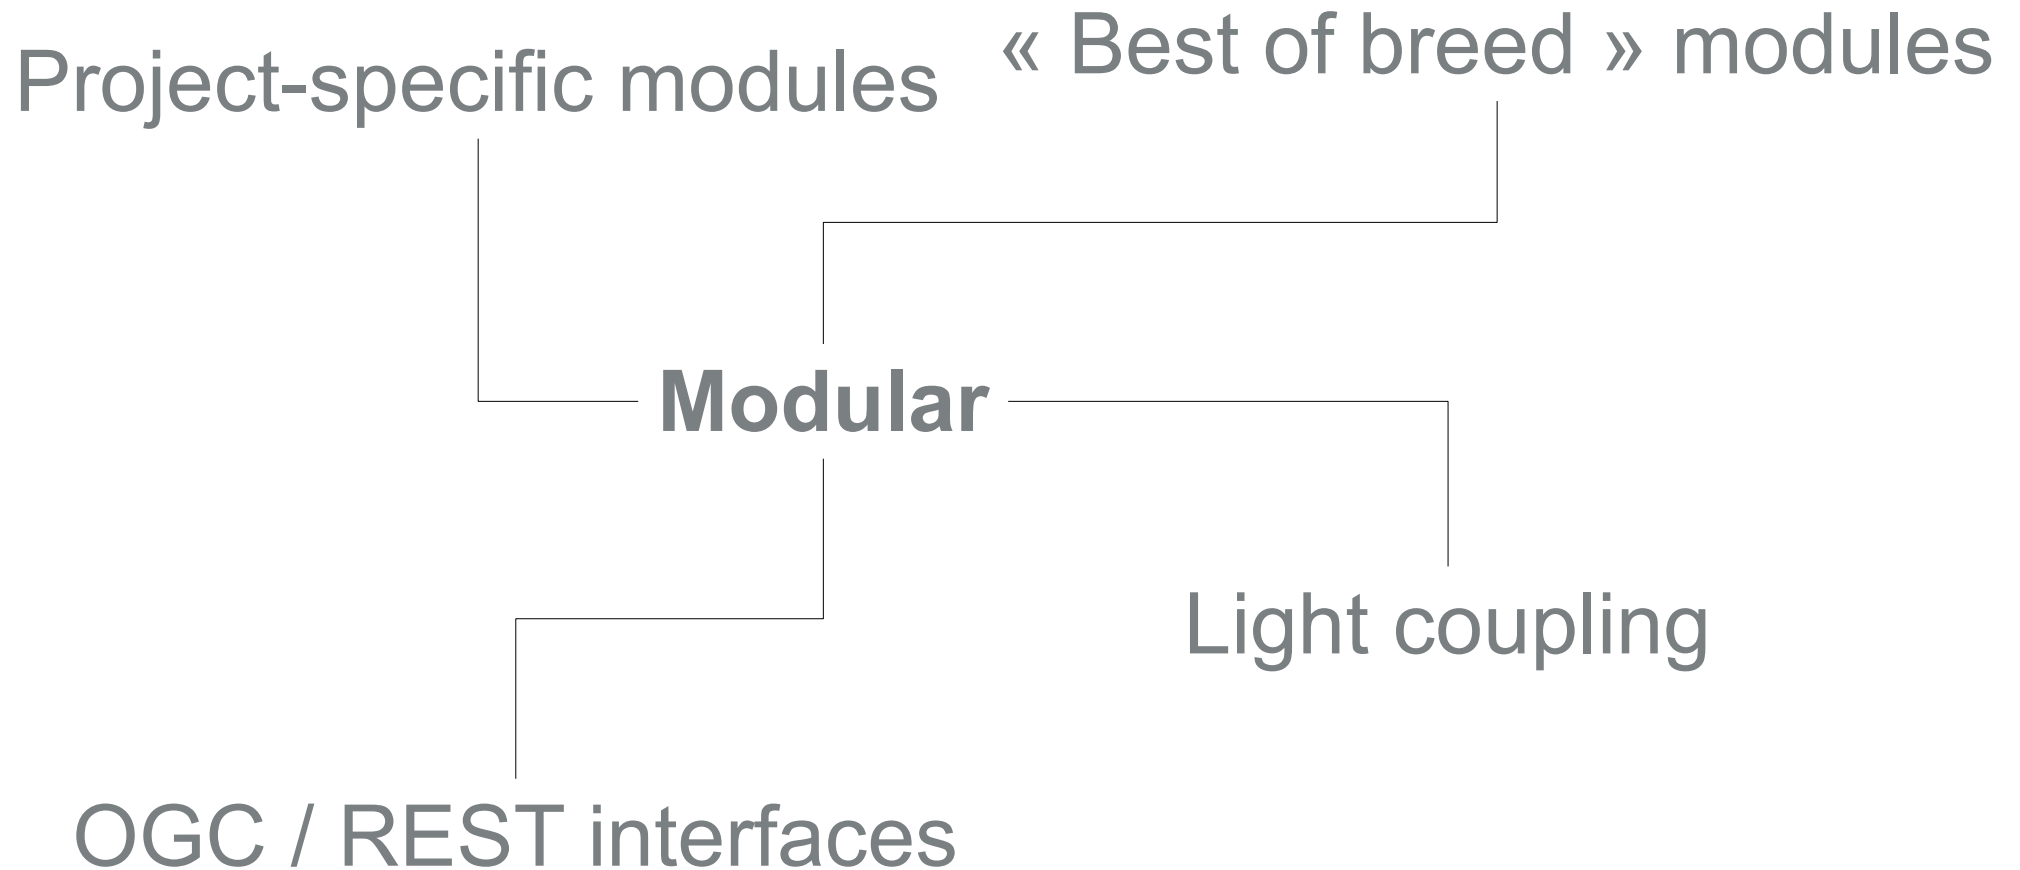 Project-specific modules
« Best of breed » modules
Modular
Light coupling
OGC / REST interfaces